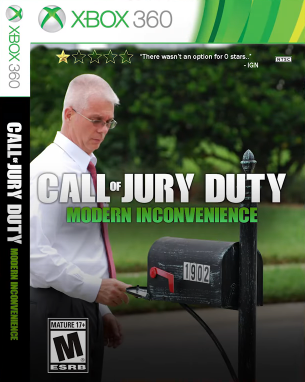 XBOX 360
XBOX 360
"There wasn't an option for 0 stars.."
- IGN
NTSC
CALL OF JURY DUTY
MODERN INCONVENIENCE
CALL OF JURY DUTY
MODERN INCONVENIENCE
1902
MATURE 17+
M
ESRB